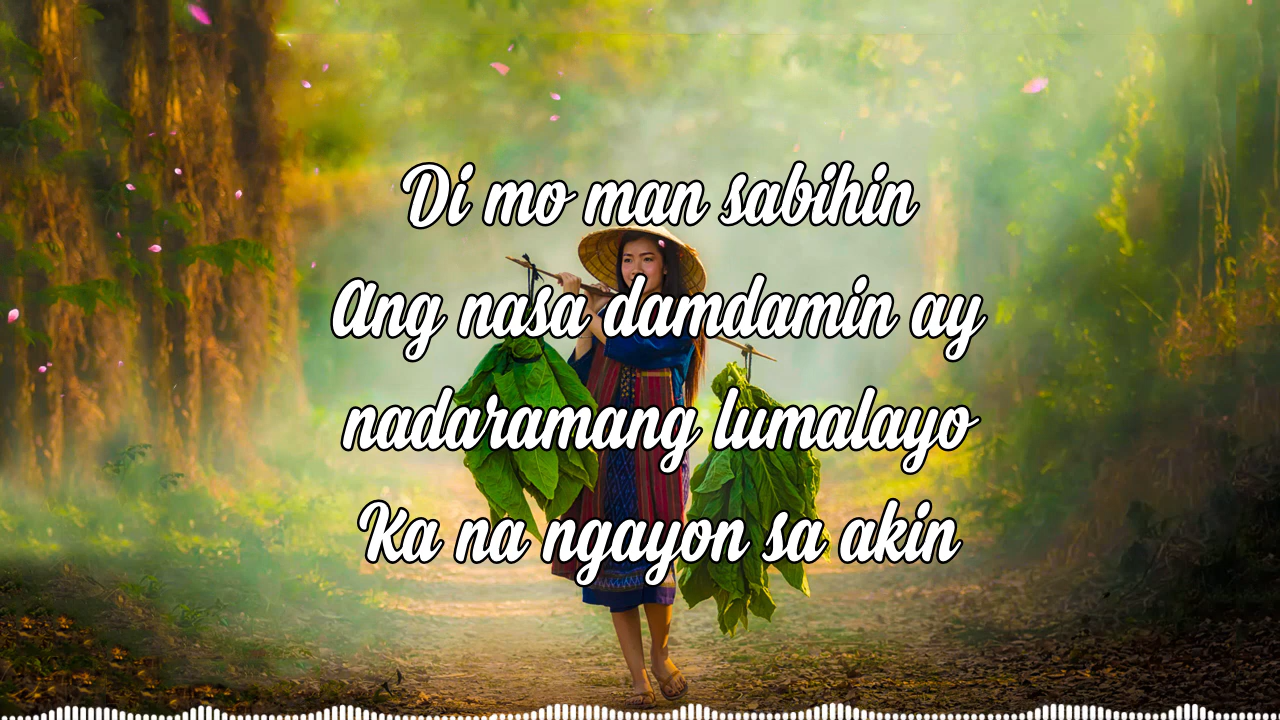 Di mo man sabihin
Ang nasa damdamin ay
nadaramang lumalayo
Ka na ngayon sa akin